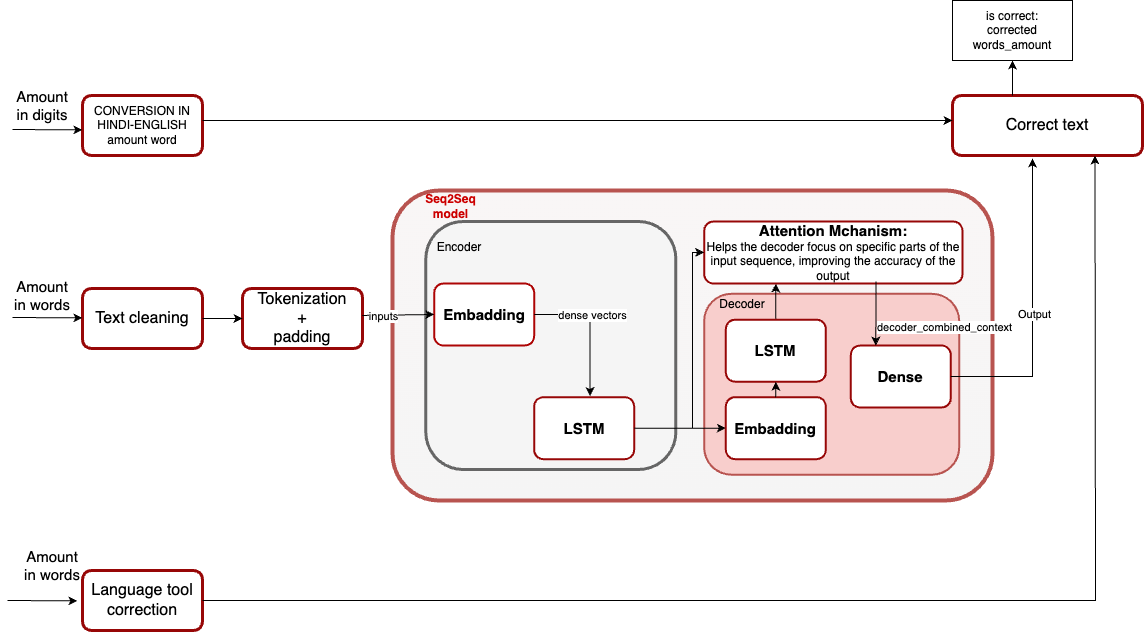 is correct:
corrected
words_amount
Amount
in digits
CONVERSION IN
HINDI-ENGLISH
amount word
Correct text
Seq2Seq
model
Encoder
Attention Mchanism:
Helps the decoder focus on specific parts of the
input sequence, improving the accuracy of the
output
Amount
in words
Text cleaning
Tokenization
+
padding
inputs
Embadding
dense vectors
Decoder
Output
decoder_combined_context
LSTM
Dense
LSTM
Embadding
Amount
in words
Language tool
correction